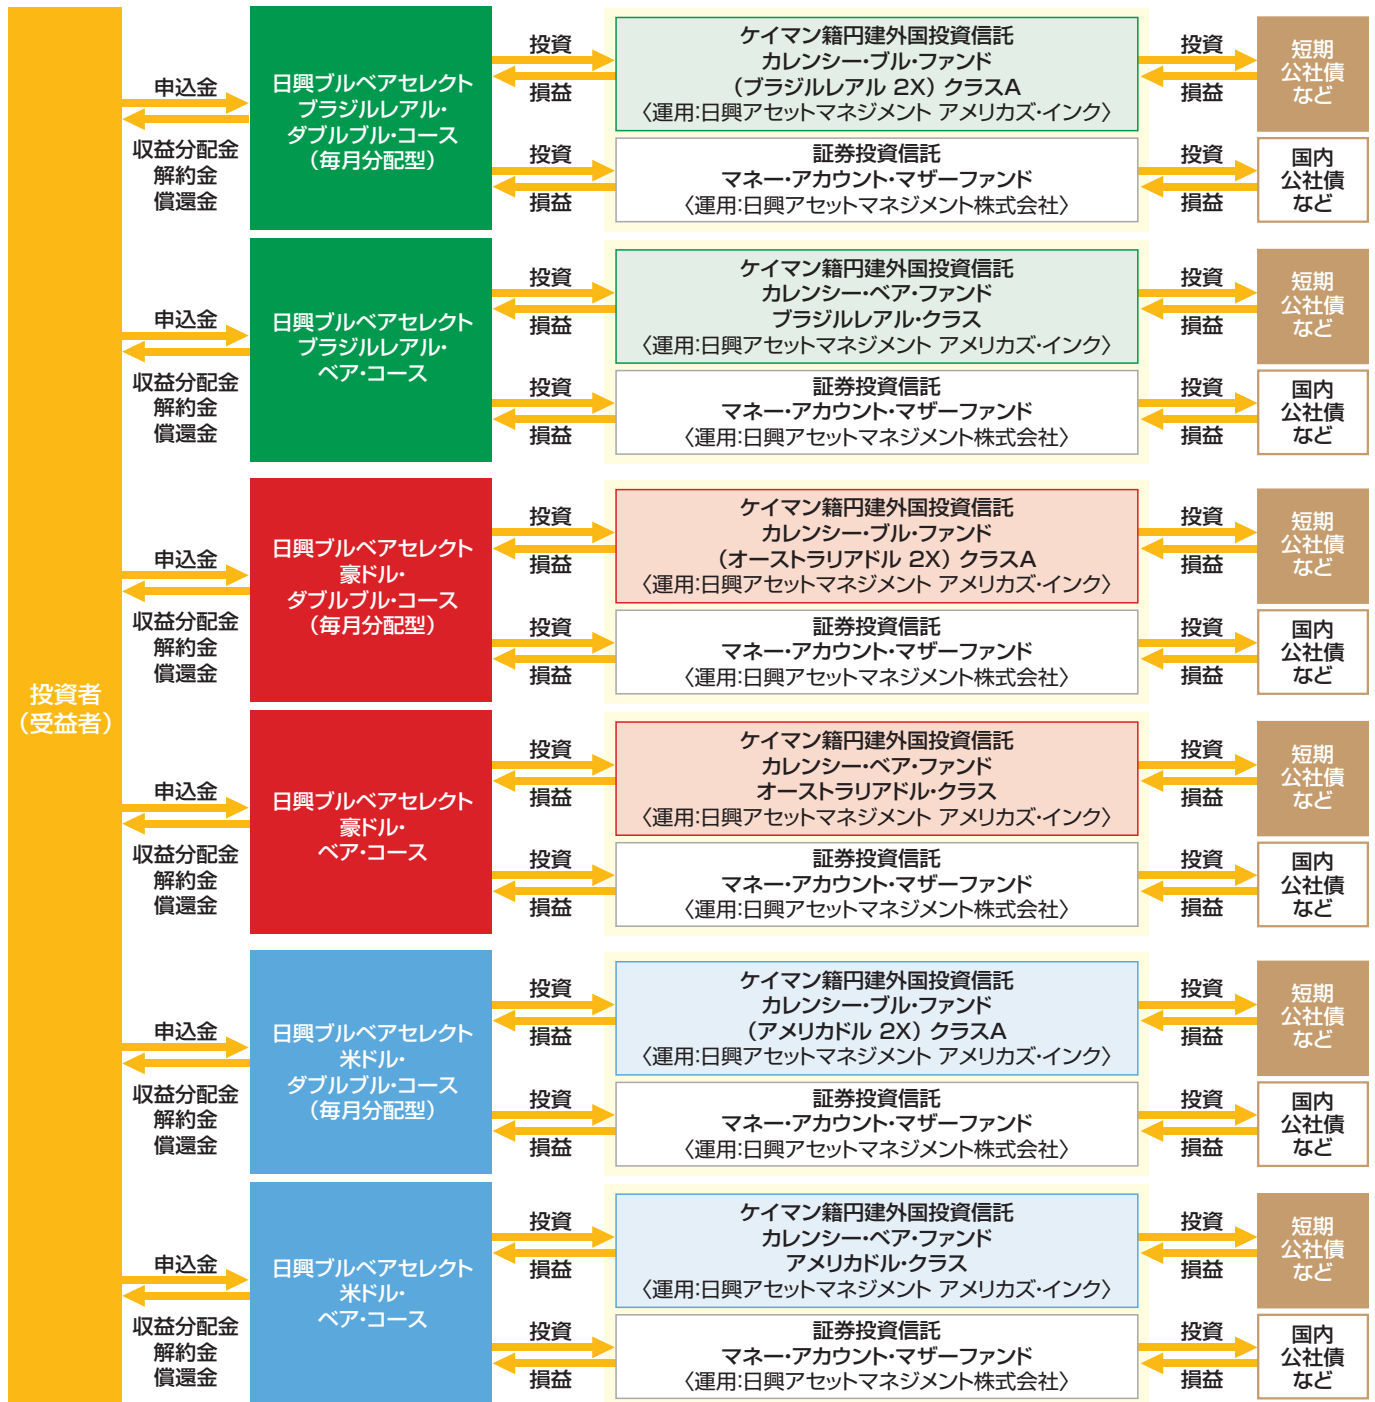 投資者
（受益者）
申込金
収益分配金
解約金
償還金
日興ブルベアセレクト
ブラジルレアル・
ダブルブル・コース
（毎月分配型）
投資
損益
ケイマン籍円建外国投資信託
カレンシー・ブル・ファンド
（ブラジルレアル 2X）クラスA
〈運用:日興アセットマネジメント アメリカズ・インク〉
投資
損益
短期
公社債
など
投資
損益
証券投資信託
マネー・アカウント・マザーファンド
〈運用:日興アセットマネジメント株式会社〉
投資
損益
国内
公社債
など
申込金
収益分配金
解約金
償還金
日興ブルベアセレクト
ブラジルレアル・
ベア・コース
投資
損益
ケイマン籍円建外国投資信託
カレンシー・ベア・ファンド
ブラジルレアル・クラス
〈運用:日興アセットマネジメント アメリカズ・インク〉
投資
損益
短期
公社債
など
投資
損益
証券投資信託
マネー・アカウント・マザーファンド
〈運用:日興アセットマネジメント株式会社〉
投資
損益
国内
公社債
など
申込金
収益分配金
解約金
償還金
日興ブルベアセレクト
豪ドル・
ダブルブル・コース
（毎月分配型）
投資
損益
ケイマン籍円建外国投資信託
カレンシー・ブル・ファンド
（オーストラリアドル 2X）クラスA
〈運用:日興アセットマネジメント アメリカズ・インク〉
投資
損益
短期
公社債
など
投資
損益
証券投資信託
マネー・アカウント・マザーファンド
〈運用:日興アセットマネジメント株式会社〉
投資
損益
国内
公社債
など
申込金
収益分配金
解約金
償還金
日興ブルベアセレクト
豪ドル・
ベア・コース
投資
損益
ケイマン籍円建外国投資信託
カレンシー・ベア・ファンド
オーストラリアドル・クラス
〈運用:日興アセットマネジメント アメリカズ・インク〉
投資
損益
短期
公社債
など
投資
損益
証券投資信託
マネー・アカウント・マザーファンド
〈運用:日興アセットマネジメント株式会社〉
投資
損益
国内
公社債
など
申込金
収益分配金
解約金
償還金
日興ブルベアセレクト
米ドル・
ダブルブル・コース
（毎月分配型）
投資
損益
ケイマン籍円建外国投資信託
カレンシー・ブル・ファンド
（アメリカドル 2X）クラスA
〈運用:日興アセットマネジメント アメリカズ・インク〉
投資
損益
短期
公社債
など
投資
損益
証券投資信託
マネー・アカウント・マザーファンド
〈運用:日興アセットマネジメント株式会社〉
投資
損益
国内
公社債
など
申込金
収益分配金
解約金
償還金
日興ブルベアセレクト
米ドル・
ベア・コース
投資
損益
ケイマン籍円建外国投資信託
カレンシー・ベア・ファンド
アメリカドル・クラス
〈運用:日興アセットマネジメント アメリカズ・インク〉
投資
損益
短期
公社債
など
投資
損益
証券投資信託
マネー・アカウント・マザーファンド
〈運用:日興アセットマネジメント株式会社〉
投資
損益
国内
公社債
など